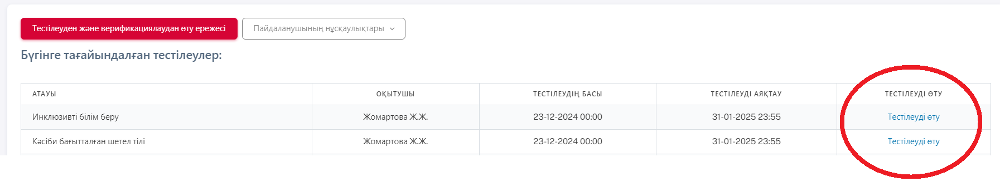 Тестілеуден және верификациялаудан өту ережесі Пайдаланушының нұсқаулықтары
Бүгінге тағайындалған тестілеулер:
АТАУЫ ОҚЫТУШЫ ТЕСТІЛЕУДІҢ БАСЫ ТЕСТІЛЕУДІ АЯҚТАУ ТЕСТІЛЕУДІ ӨТУ
Инклюзивті білім беру Жомартова Ж.Ж. 23-12-2024 00:00 31-01-2025 23:55 Тестілеуді өту
Кәсіби бағытталған шетел тілі Жомартова Ж.Ж. 23-12-2024 00:00 31-01-2025 23:55 Тестілеуді өту